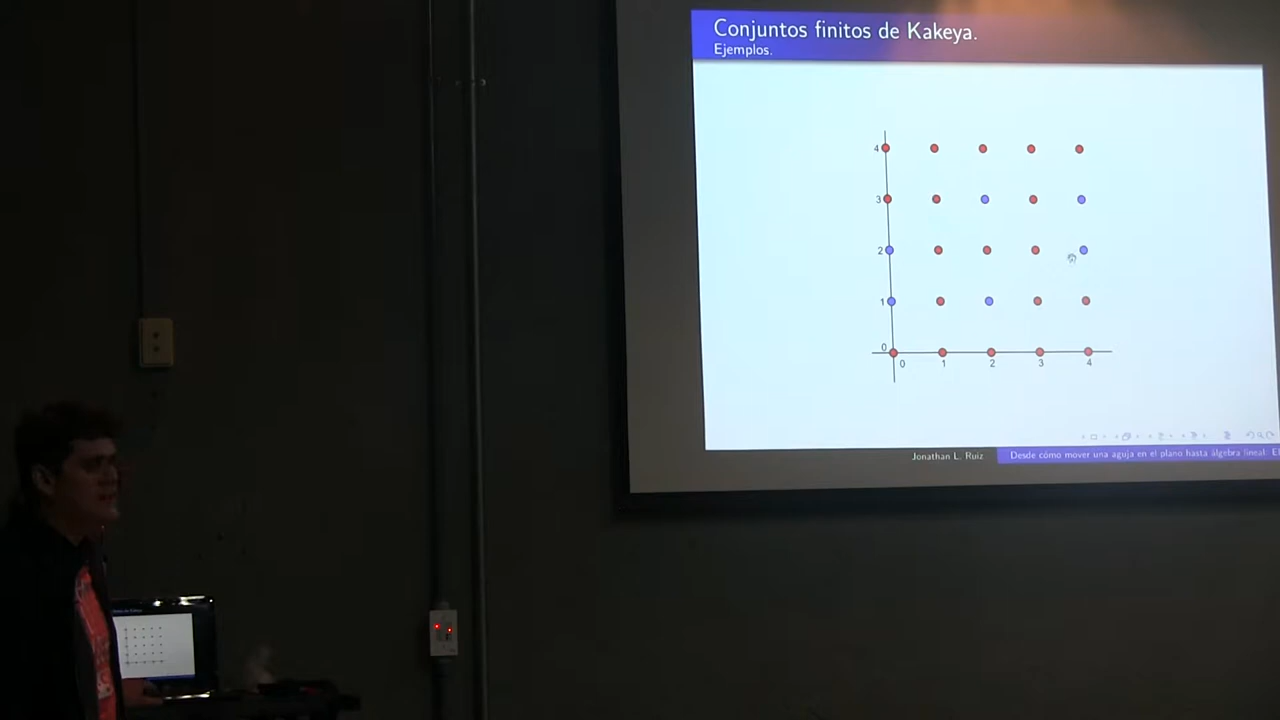 Conjuntos finitos de Kakeya.
Ejemplos.
4
3
2
1
0
0 1 2 3 4
Jonathan L. Ruiz
Desde cómo mover una aguja en el plano hasta álgebra lineal: El